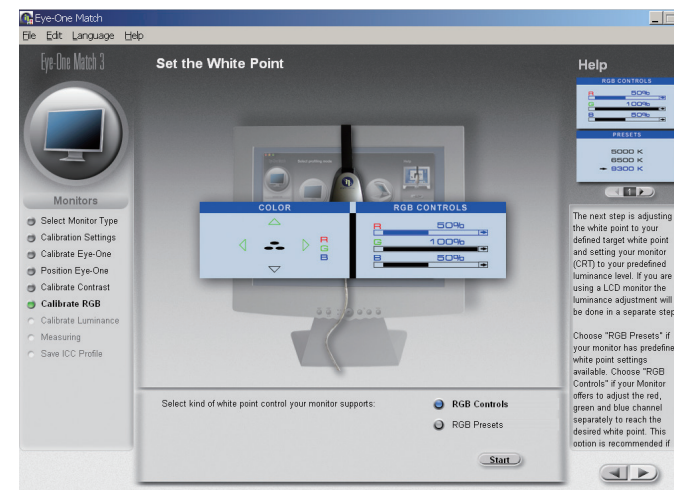 Eye-One Match
File Edit Language Help
Eye-One Match 3
Set the White Point
Help
RGB CONTROLS
R 50%
G 100%
B 50%
PRESETS
5000 K
6500 K
9300 K
1
Monitors
Select Monitor Type
Calibration Settings
Calibrate Eye-One
Position Eye-One
Calibrate Contrast
Calibrate RGB
Calibrate Luminance
Measuring
Save ICC Profile
COLOR
R
G
B
RGB CONTROLS
R 50%
G 100%
B 50%
The next step is adjusting
the white point to your
defined target white point
and setting your monitor
(CRT) to your predefined
luminance level. If you are
using a LCD monitor the
luminance adjustment will
be done in a separate step
Choose "RGB Presets" if
your monitor has predefine
white point settings
available. Choose "RGB
Controls" if your Monitor
offers to adjust the red,
green and blue channel
separately to reach the
desired white point. This
option is recommended if
Select kind of white point control your monitor supports:
RGB Controls
RGB Presets
Start